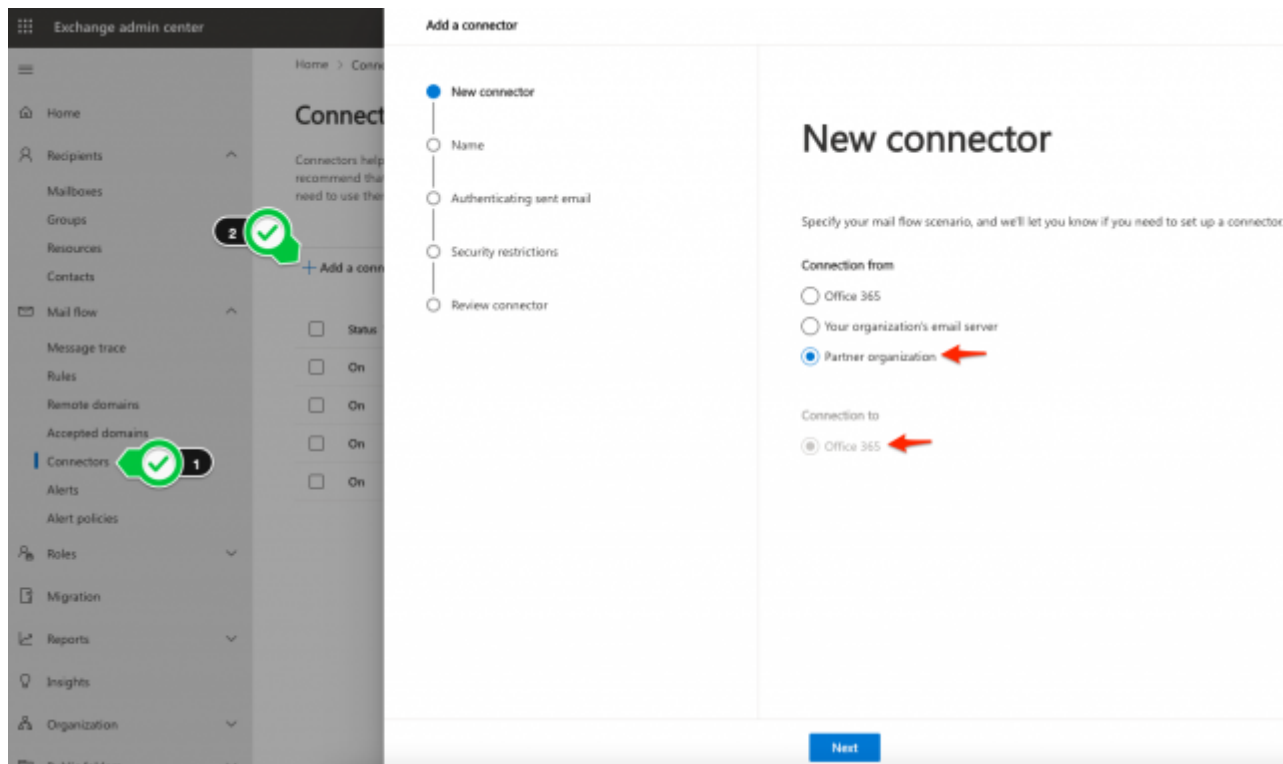 Exchange admin center
Home
Recipients
Mailboxes
Groups
Resources
Contacts
Mail flow
Message trace
Rules
Remote domains
Accepted domains
Connectors
Alerts
Alert policies
Roles
Migration
Reports
Insights
Organization
1
2
Home > Conne
Connect
Connectors help
recommend tha
need to use the
+ Add a conn
Status
On
On
On
On
Add a connector
New connector
Name
Authenticating sent email
Security restrictions
Review connector
New connector
Specify your mail flow scenario, and we'll let you know if you need to set up a connector.
Connection from
Office 365
Your organization's email server
Partner organization
Connection to
Office 365
Next